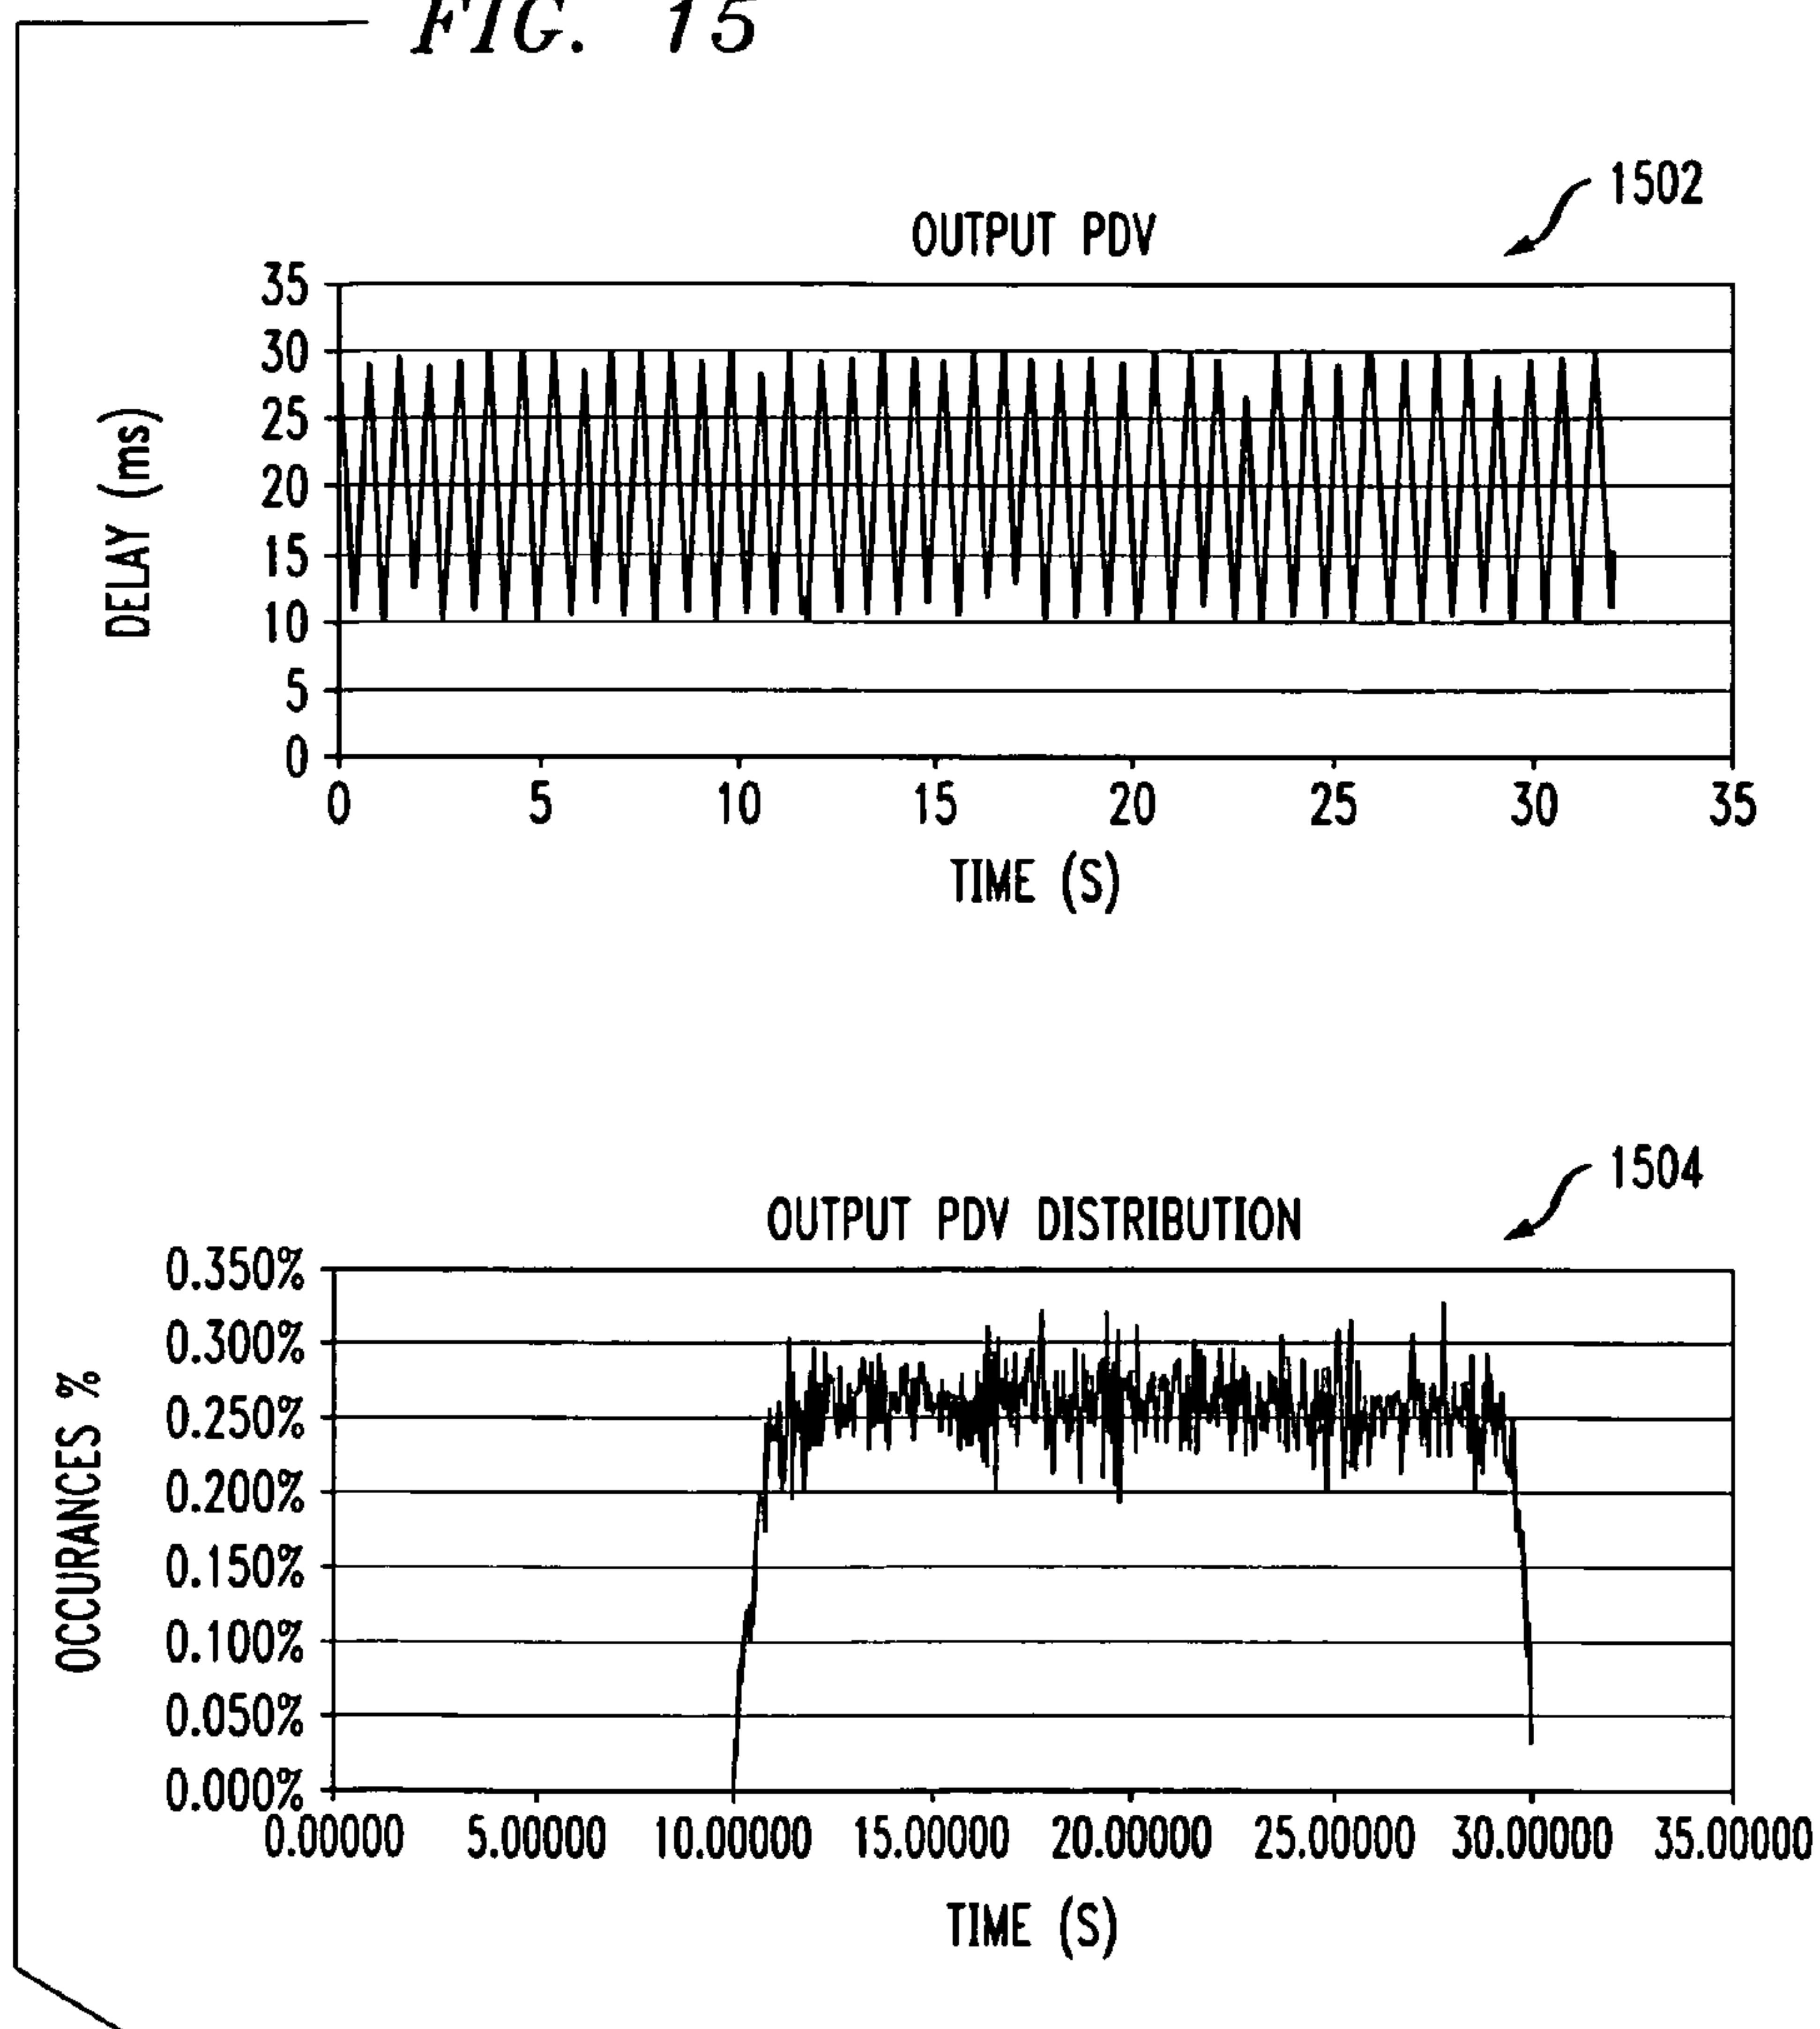 FIG. 15
1502
OUTPUT PDV
35
30
25
20
15
10
5
0
DELAY (ms)
0 5 10 15 20 25 30 35
TIME (S)
1504
OUTPUT PDV DISTRIBUTION
0.350%
0.300%
0.250%
0.200%
0.150%
0.100%
0.050%
0.000%
OCCURANCES %
0.00000 5.00000 10.00000 15.00000 20.00000 25.00000 30.00000 35.00000
TIME (S)